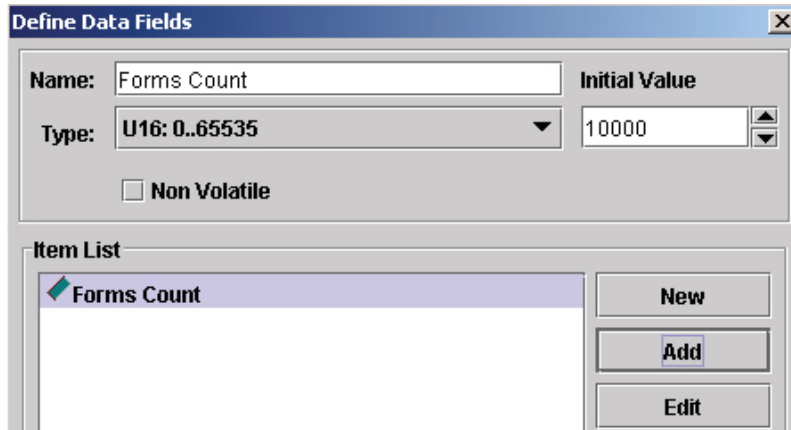 Define Data Fields
Name: Forms Count
Initial Value
Type: U16: 0..65535
10000
Non Volatile
Item List
Forms Count
New
Add
Edit